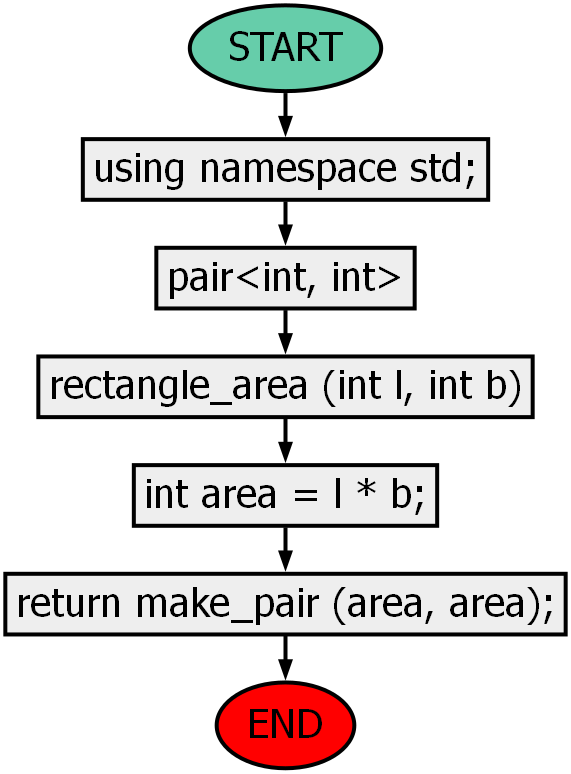 START
using namespace std;
pair<int, int>
rectangle_area (int l, int b)
int area = l * b;
return make_pair (area, area);
END